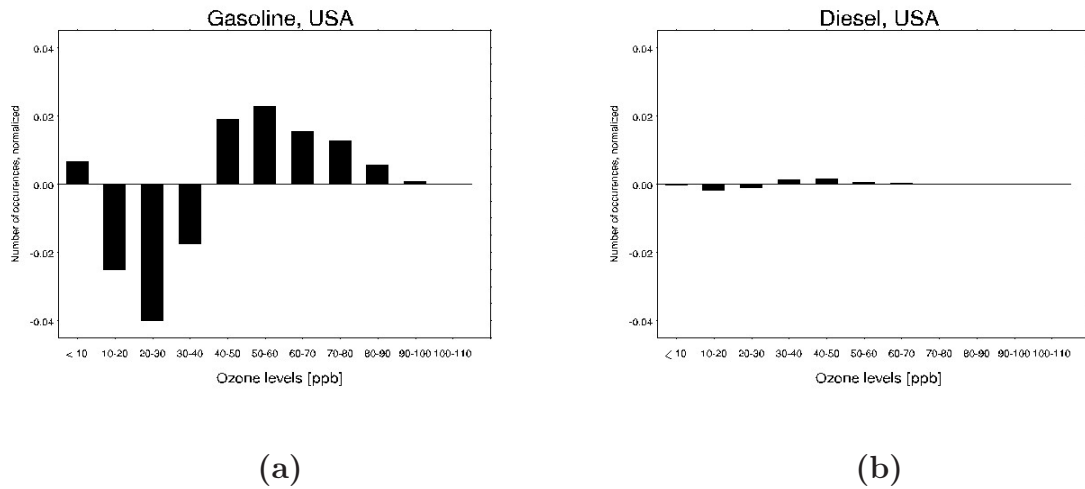 Gasoline, USA
Number of occurences, normalized
0.04
0.02
0.00
-0.02
-0.04
< 10 10-20 20-30 30-40 40-50 50-60 60-70 70-80 80-90 90-100 100-110
Ozone levels [ppb]
(a)
Diesel, USA
Number of occurences, normalized
0.04
0.02
0.00
-0.02
-0.04
< 10 10-20 20-30 30-40 40-50 50-60 60-70 70-80 80-90 90-100 100-110
Ozone levels [ppb]
(b)